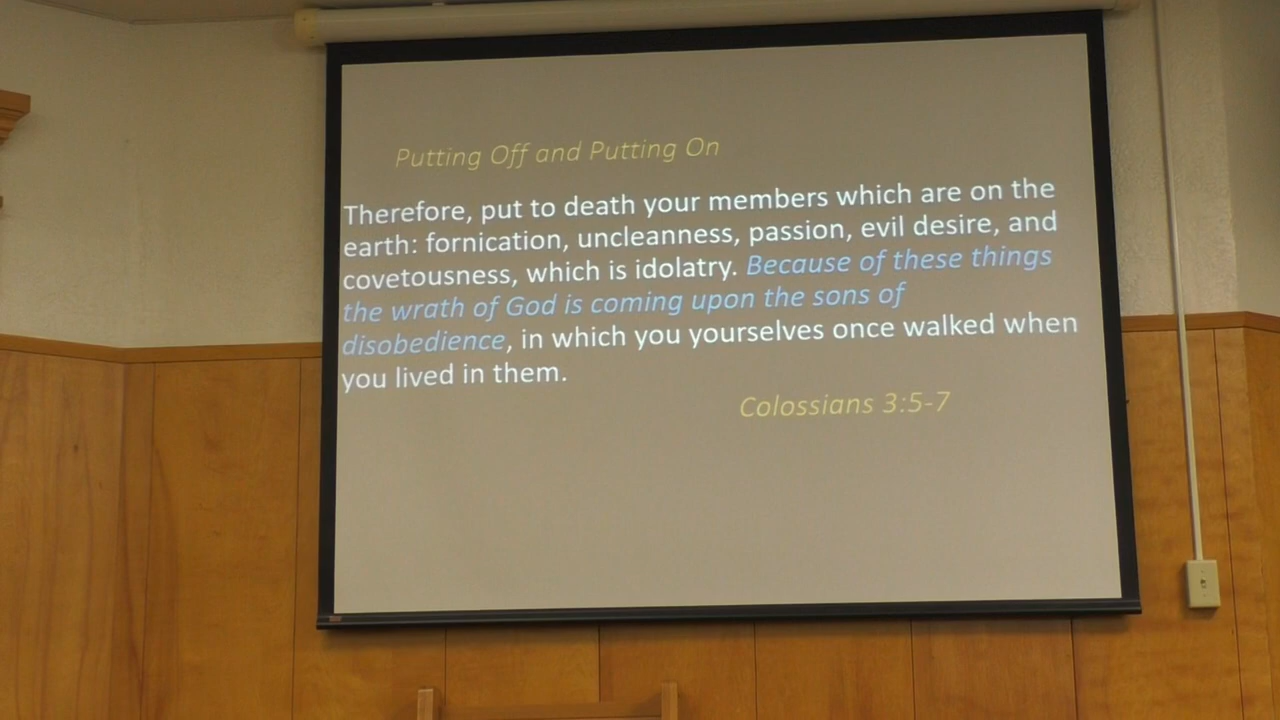 Putting Off and Putting On
Therefore, put to death your members which are on the
earth: fornication, uncleanness, passion, evil desire, and
covetousness, which is idolatry. Because of these things
the wrath of God is coming upon the sons of
disobedience, in which you yourselves once walked when
you lived in them.
Colossians 3:5-7